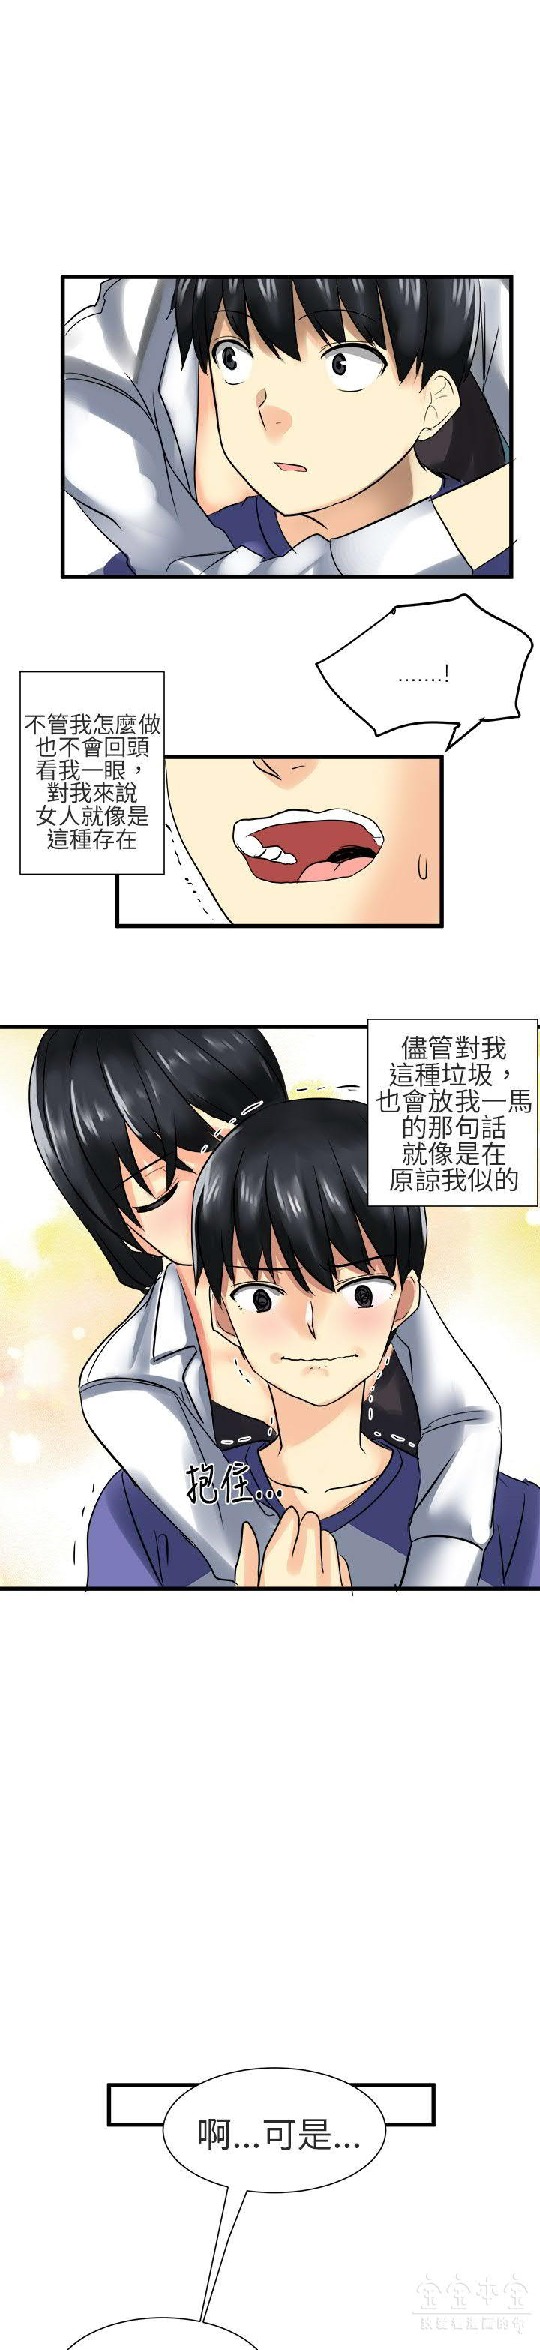 .......!
不管我怎麼做
也不會回頭
看我一眼，
對我來說
女人就像是
這種存在
儘管對我
這種垃圾，
也會放我一馬
的那句話
就像是在
原諒我似的
抱住...
啊...可是...